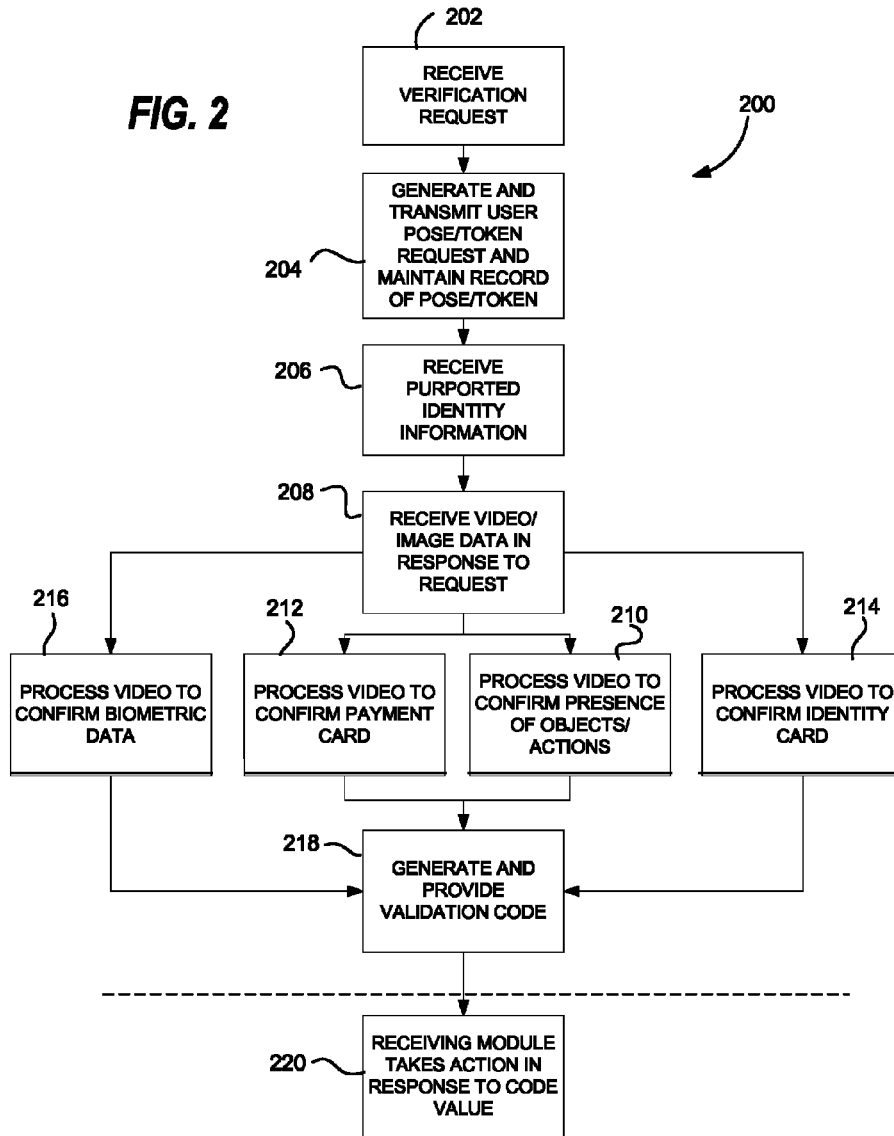 202
RECEIVE
VERIFICATION
REQUEST
FIG. 2
200
GENERATE AND
TRANSMIT USER
POSE/TOKEN
REQUEST AND
MAINTAIN RECORD
OF POSE/TOKEN
204
206
RECEIVE
PURPORTED
IDENTITY
INFORMATION
208
RECEIVE VIDEO/
IMAGE DATA IN
RESPONSE TO
REQUEST
216
212
210
214
PROCESS VIDEO TO
CONFIRM BIOMETRIC
DATA
PROCESS VIDEO TO
CONFIRM PAYMENT
CARD
PROCESS VIDEO TO
CONFIRM PRESENCE
OF OBJECTS/
ACTIONS
PROCESS VIDEO TO
CONFIRM IDENTITY
CARD
218
GENERATE AND
PROVIDE
VALIDATION CODE
220
RECEIVING MODULE
TAKES ACTION IN
RESPONSE TO CODE
VALUE